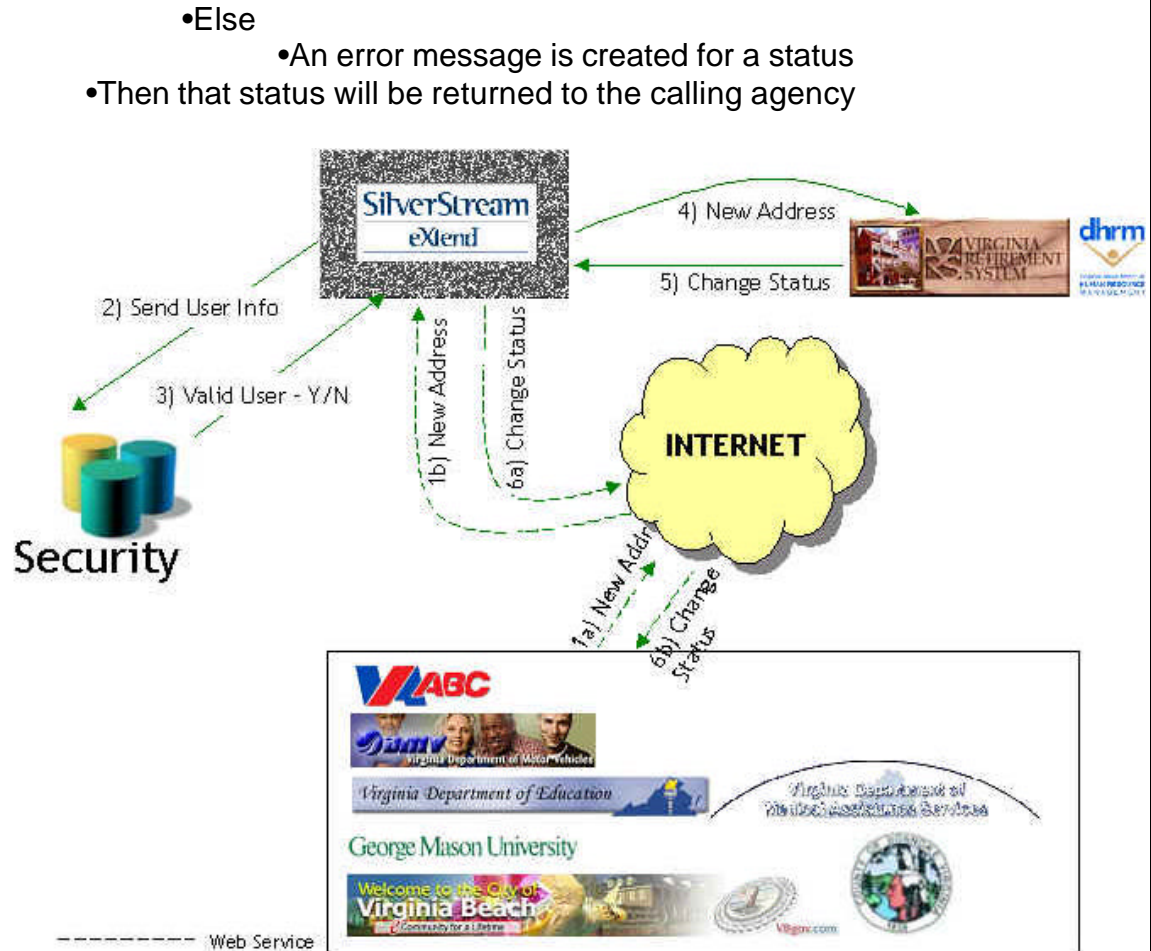 •Else
•An error message is created for a status
•Then that status will be returned to the calling agency
SilverStream
eXtend
4) New Address
VIRGINIA
RETIREMENT
SYSTEM
dhrm
HUMAN RESOURCE
MANAGEMENT
5) Change Status
2) Send User Info
3) Valid User - Y/N
1b) New Address
6a) Change Status
INTERNET
Security
1a) New Addr
6b) Change
Status
ABC
dmv
Virginia Department of Motor Vehicles
Virginia Department of Education
Virginia Department of
Medical Assistance Services
George Mason University
Welcome to the City of
Virginia Beach
Community for a Lifetime
VBgov.com
Web Service